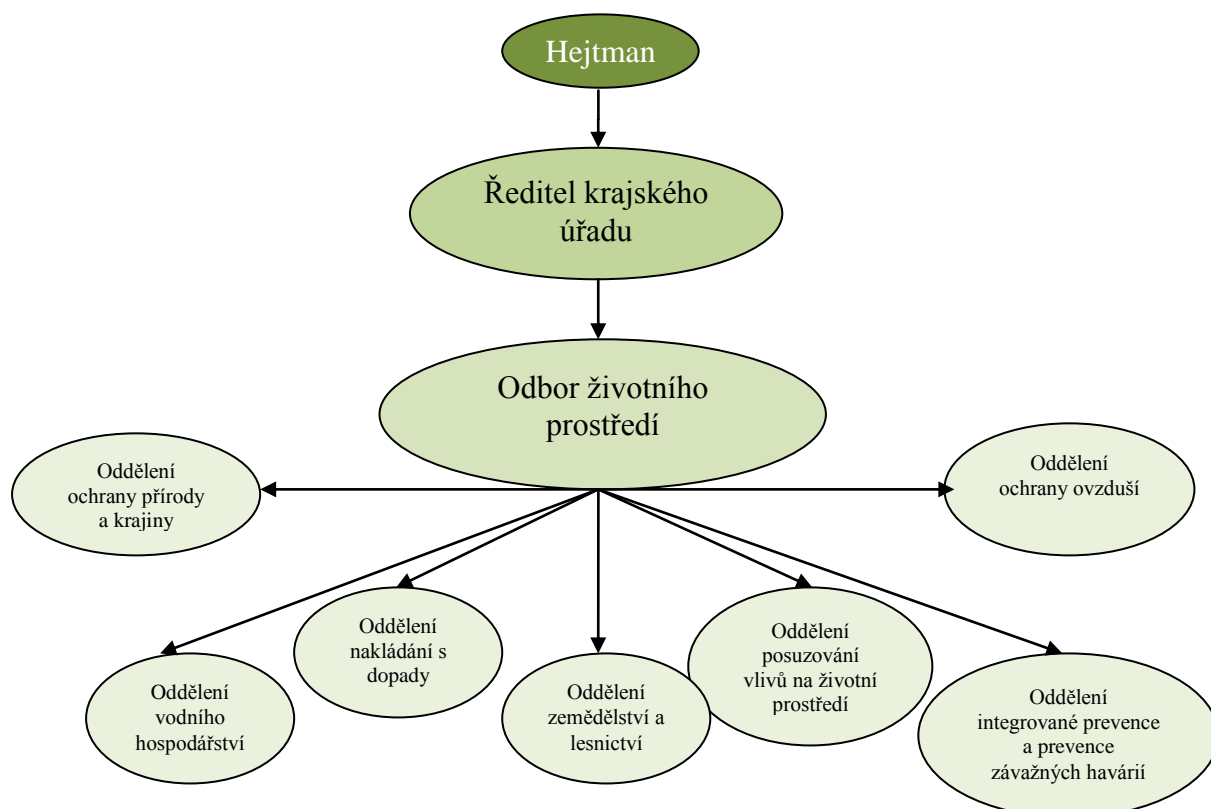 Hejtman
Ředitel krajského
úřadu
Odbor životního
prostředí
Oddělení
ochrany přírody
a krajiny
Oddělení
ochrany ovzduší
Oddělení
vodního
hospodářství
Oddělení
nakládání s
dopady
Oddělení
zemědělství a
lesnictví
Oddělení
posuzování
vlivů na životní
prostředí
Oddělení
integrované prevence
a prevence
závažných havárií